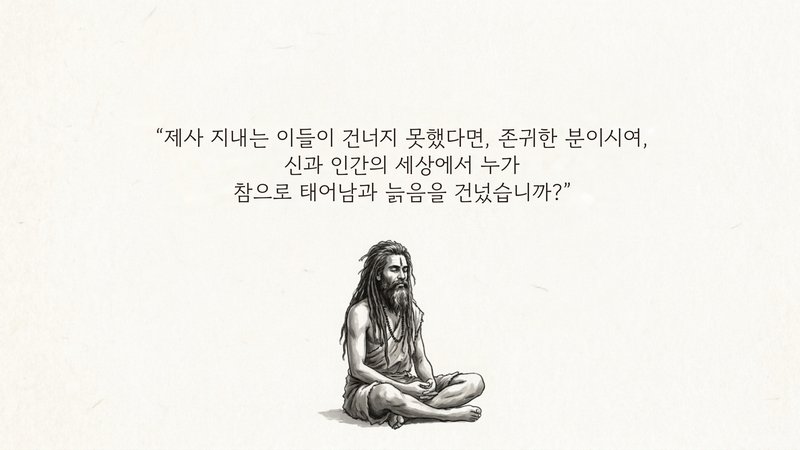 “제사 지내는 이들이 건너지 못했다면, 존귀한 분이시여,
신과 인간의 세상에서 누가
참으로 태어남과 늙음을 건넜습니까?”